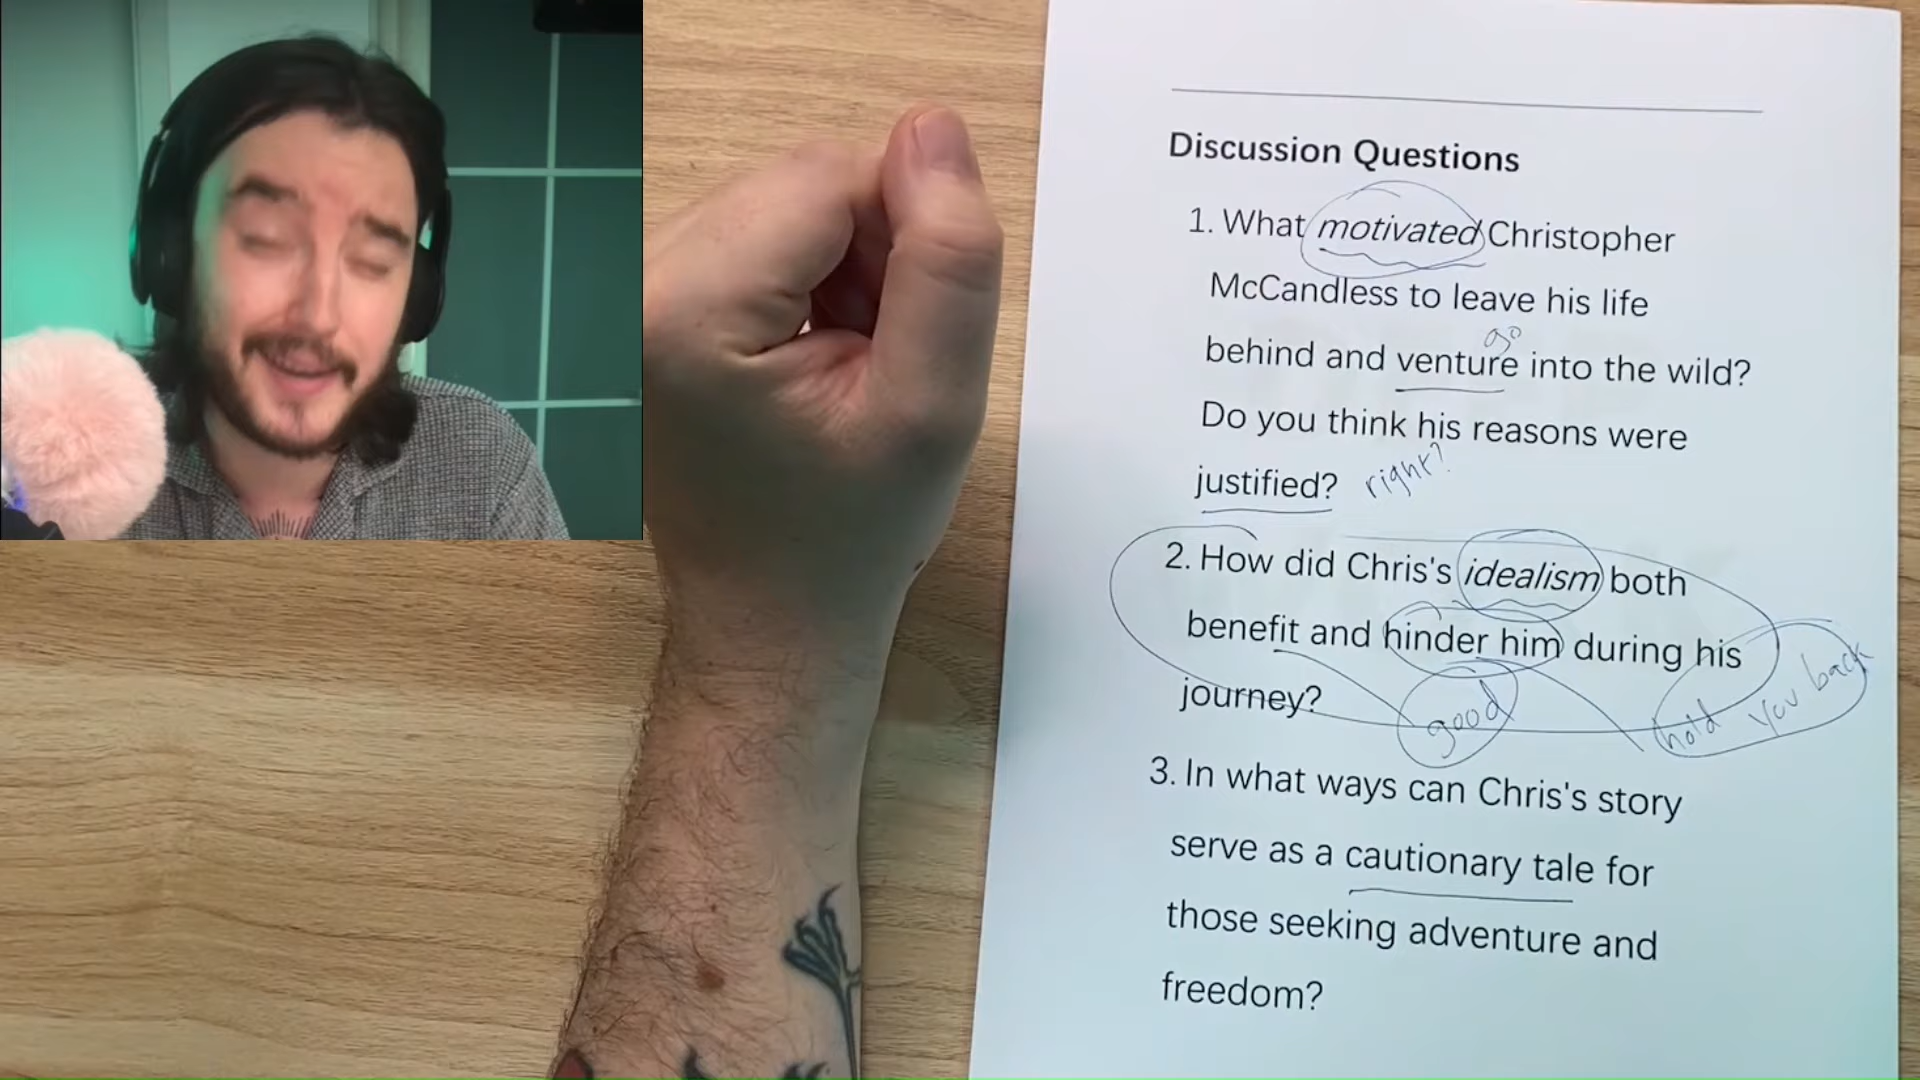 Discussion Questions
1. What motivated Christopher
McCandless to leave his life
go
behind and venture into the wild?
Do you think his reasons were
justified? right?
2. How did Chris's idealism both
benefit and hinder him during his
journey? good hold you back
3. In what ways can Chris's story
serve as a cautionary tale for
those seeking adventure and
freedom?